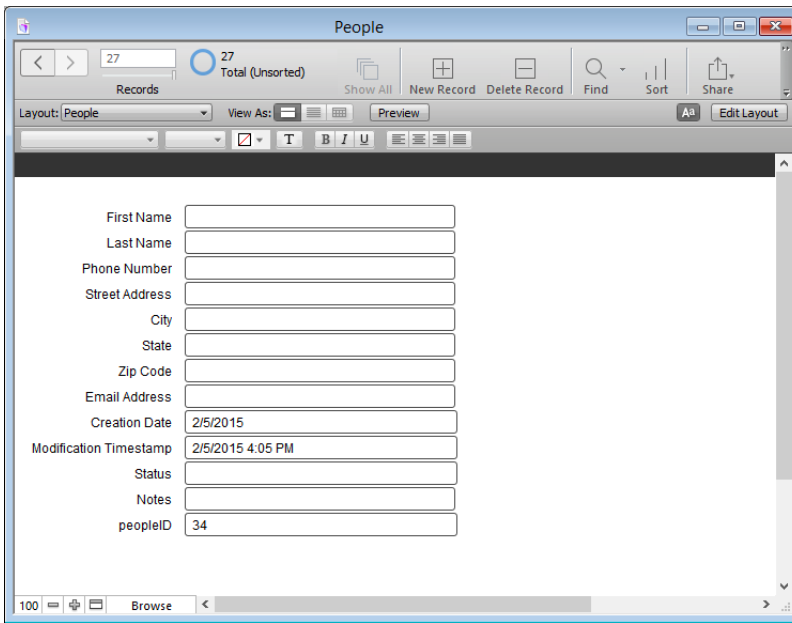 People
27
27
Total (Unsorted)
Records
Show All
New Record
Delete Record
Find
Sort
Share
Layout: People
View As:
Preview
Aa
Edit Layout
T B I U
First Name
Last Name
Phone Number
Street Address
City
State
Zip Code
Email Address
Creation Date 2/5/2015
Modification Timestamp 2/5/2015 4:05 PM
Status
Notes
peopleID 34
100
Browse